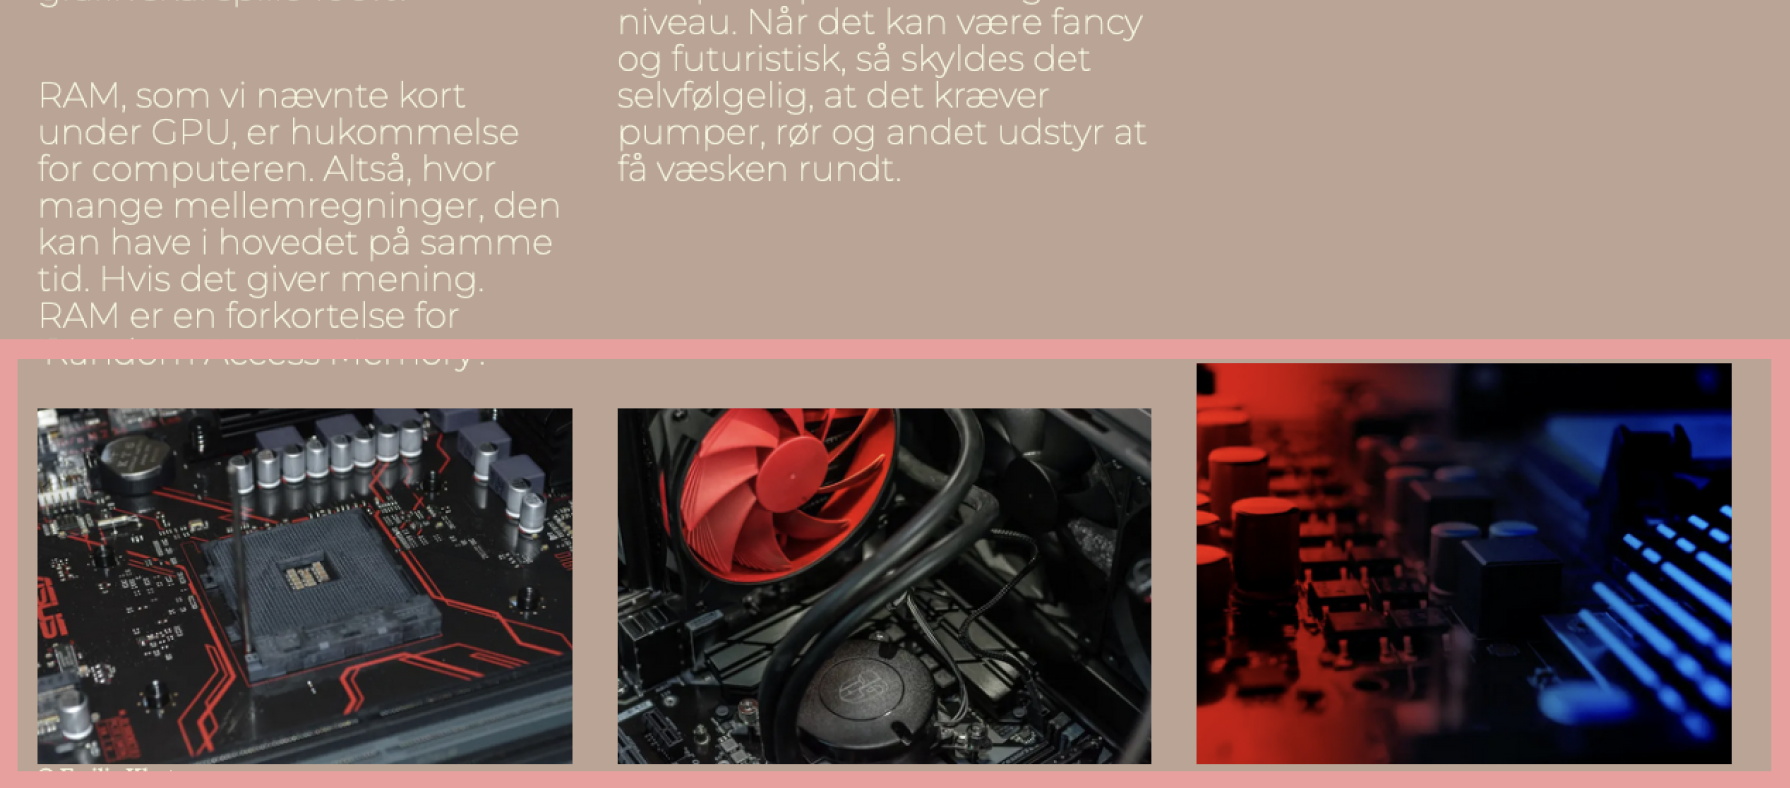 RAM, som vi nævnte kort
under GPU, er hukommelse
for computeren. Altså, hvor
mange mellemregninger, den
kan have i hovedet på samme
tid. Hvis det giver mening.
RAM er en forkortelse for
Access Memory'.
niveau. Når det kan være fancy
og futuristisk, så skyldes det
selvfølgelig, at det kræver
pumper, rør og andet udstyr at
få væsken rundt.